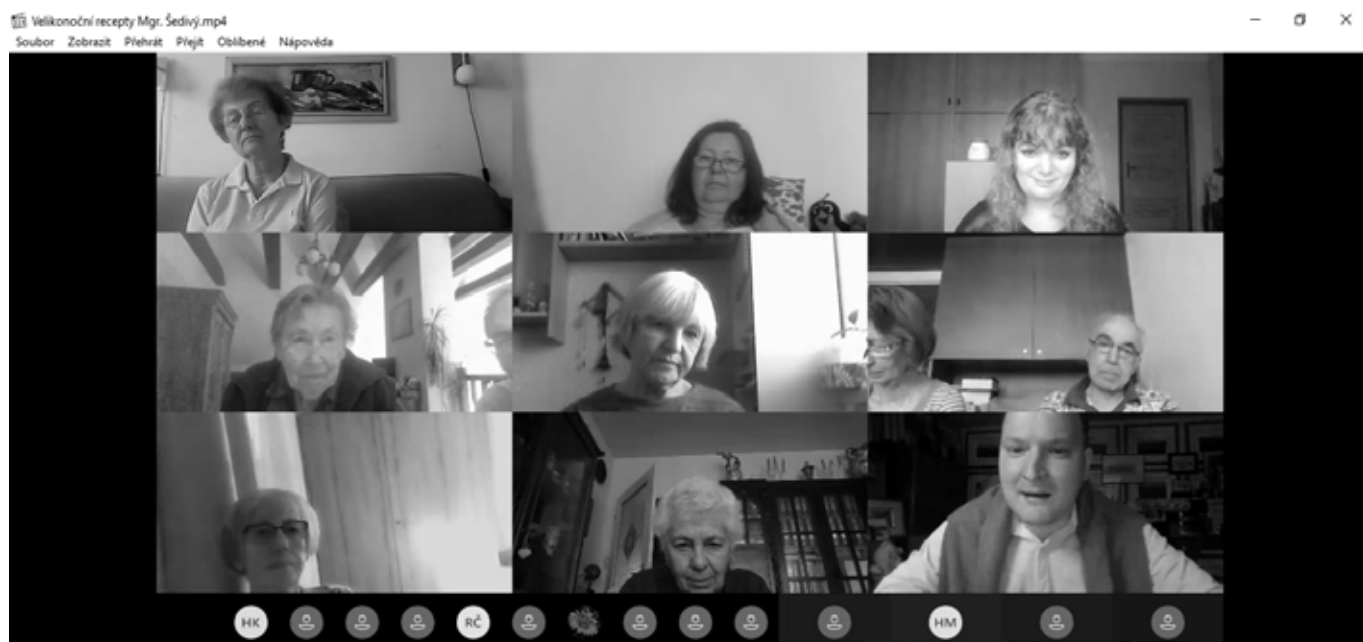 Velikonoční recepty Mgr. Šedivý.mp4
Soubor Zobrazit Přehrát Přejít Oblíbené Nápověda
HK RČ HM